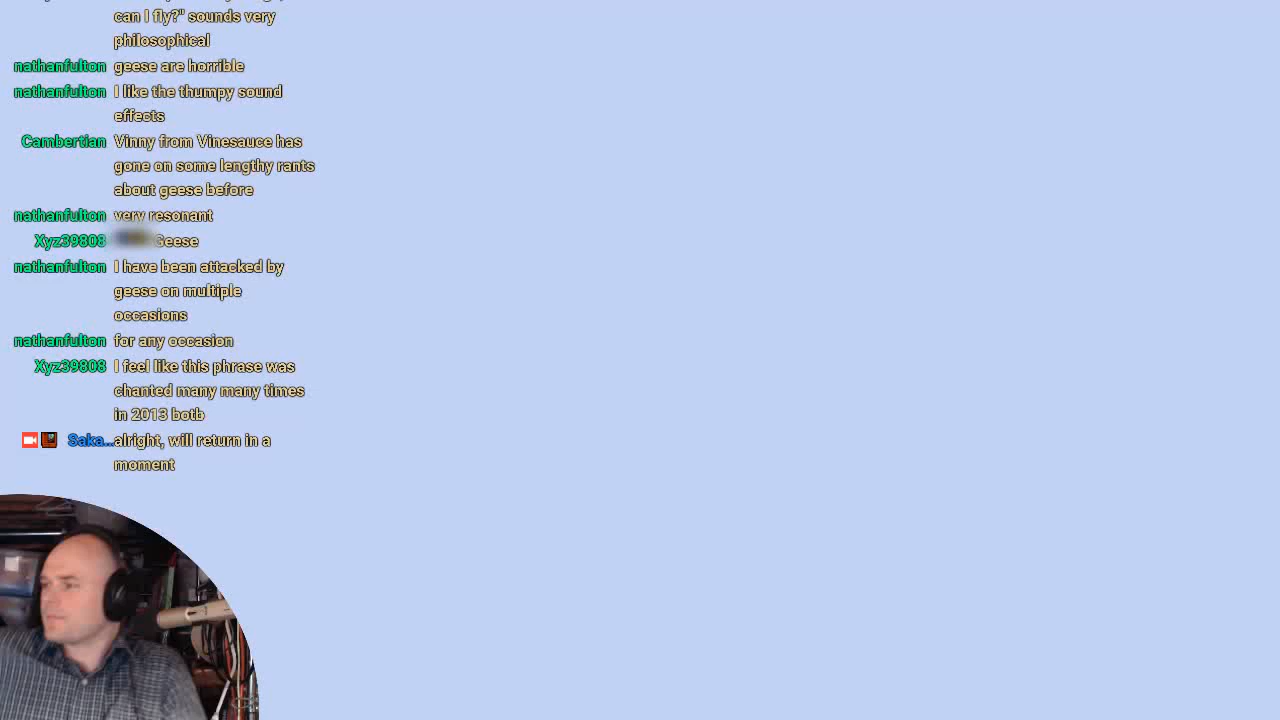 can I fly?" sounds very
philosophical
nathanfulton geese are horrible
nathanfulton I like the thumpy sound
effects
Cambertian Vinny from Vinesauce has
gone on some lengthy rants
about geese before
nathanfulton very resonant
Xyz39808 Geese
nathanfulton I have been attacked by
geese on multiple
occasions
nathanfulton for any occasion
Xyz39808 I feel like this phrase was
chanted many many times
in 2013 botb
Saka... alright, will return in a
moment